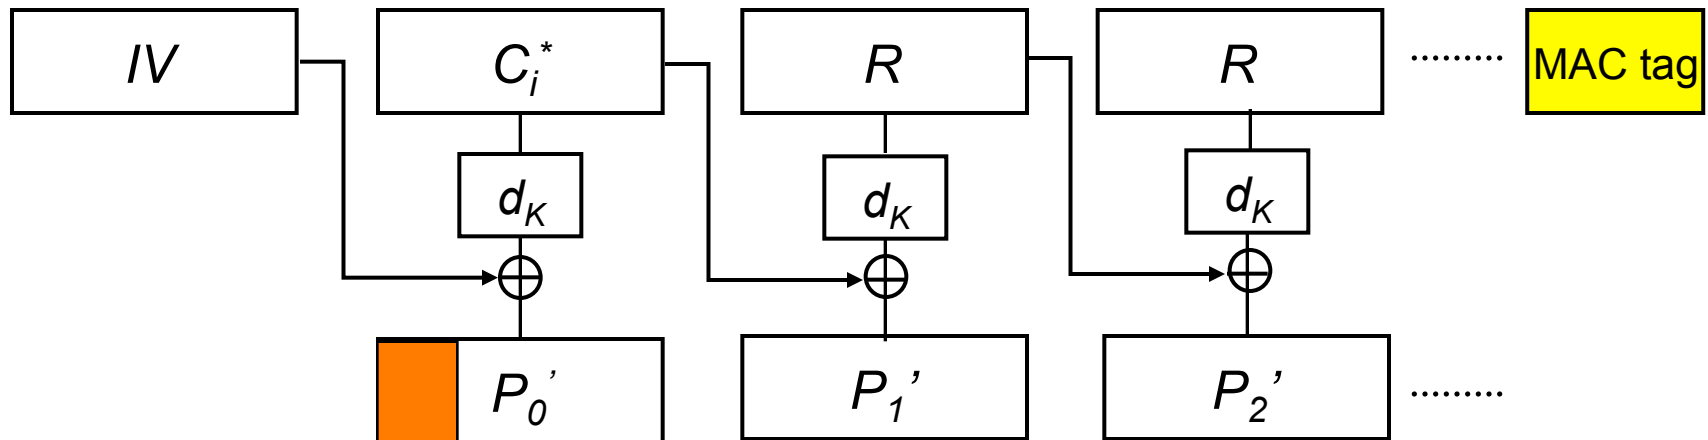 IV C_i^* R R ········ MAC tag
d_K d_K d_K
P_0’ P_1’ P_2’ ········